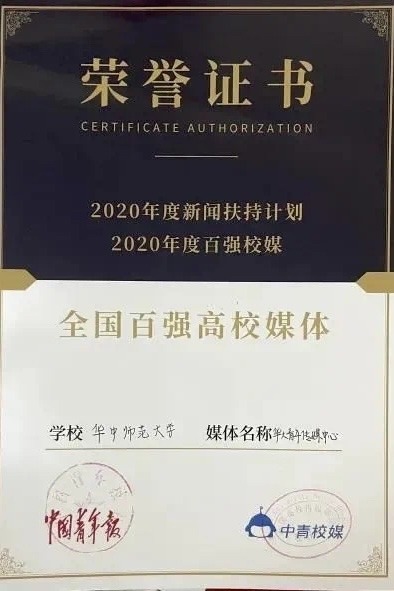 荣誉证书
CERTIFICATE AUTHORIZATION
2020年度新闻扶持计划
2020年度百强校媒
全国百强高校媒体
学校 华中师范大学 媒体名称 华大青年传媒中心
中国青年报
中青校媒